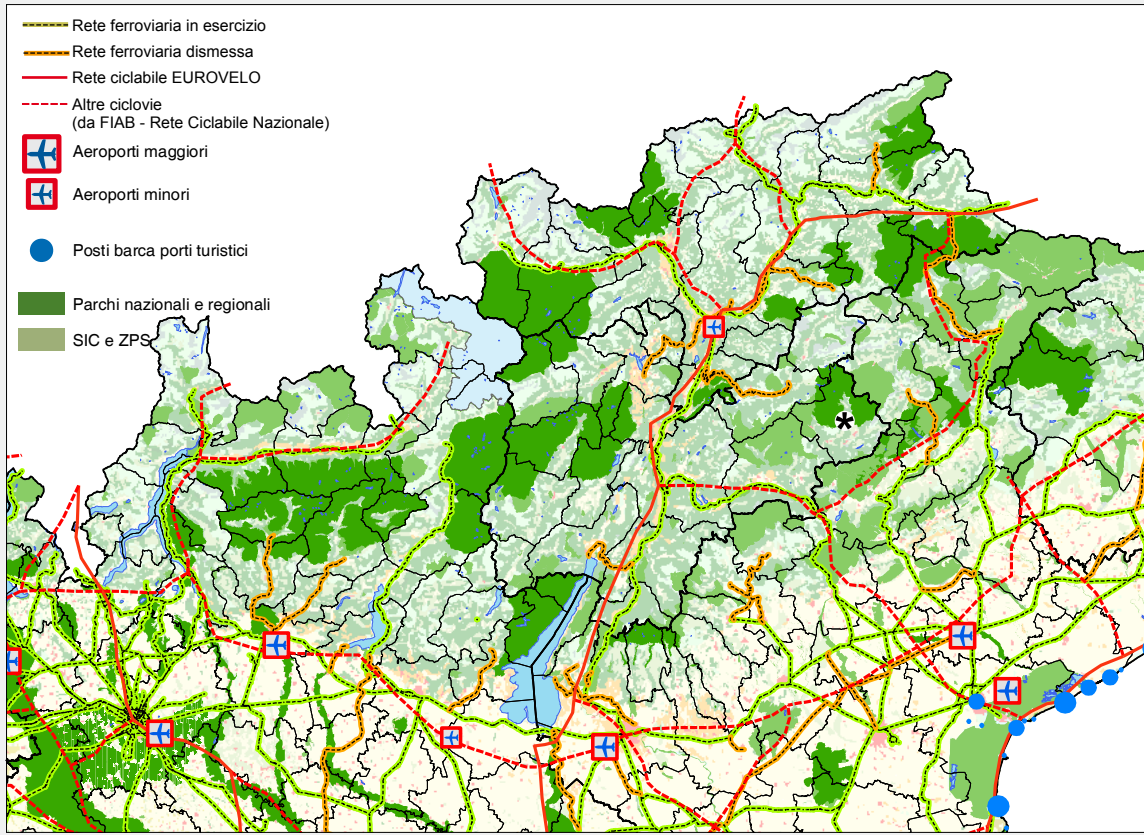 Rete ferroviaria in esercizio
Rete ferroviaria dismessa
Rete ciclabile EUROVELO
Altre ciclovie
(da FIAB - Rete Ciclabile Nazionale)
Aeroporti maggiori
Aeroporti minori
Posti barca porti turistici
Parchi nazionali e regionali
SIC e ZPS
*